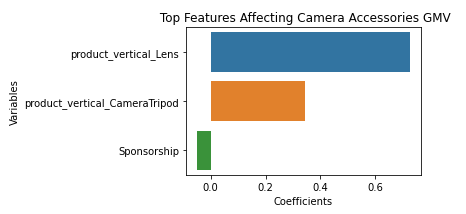 Top Features Affecting Camera Accessories GMV
product_vertical_Lens
product_vertical_CameraTripod
Sponsorship
Variables
0.0 0.2 0.4 0.6
Coefficients